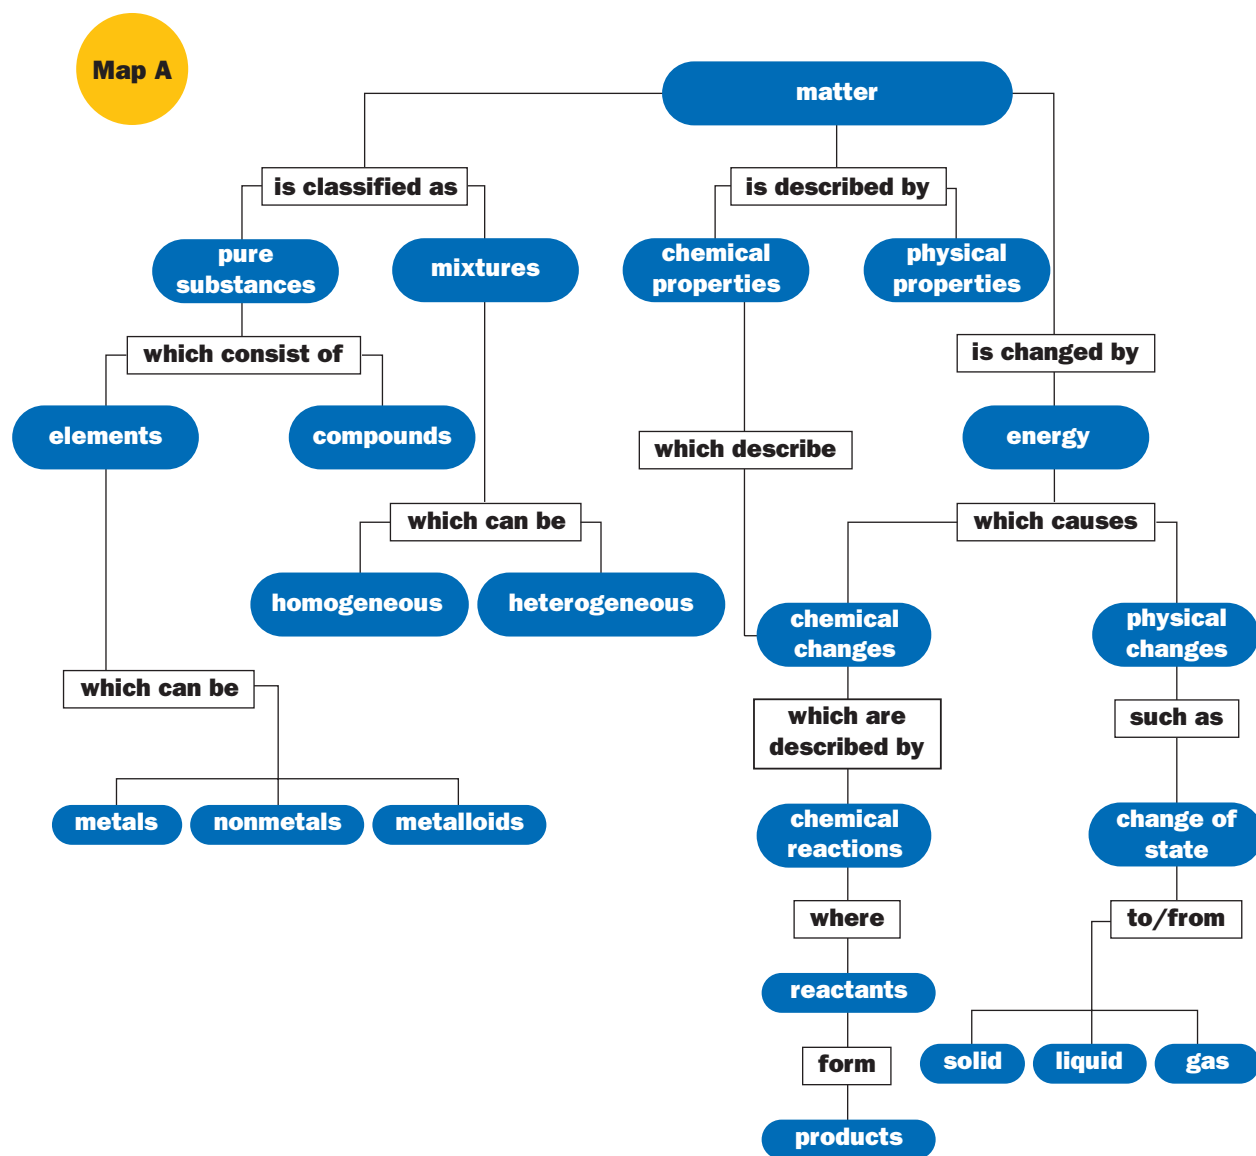 Map A
matter
is classified as
is described by
pure
substances
mixtures
chemical
properties
physical
properties
which consist of
is changed by
elements
compounds
which describe
energy
which can be
which causes
homogeneous
heterogeneous
chemical
changes
physical
changes
which can be
which are
described by
such as
metals
nonmetals
metalloids
chemical
reactions
change of
state
where
to/from
reactants
solid
liquid
gas
form
products